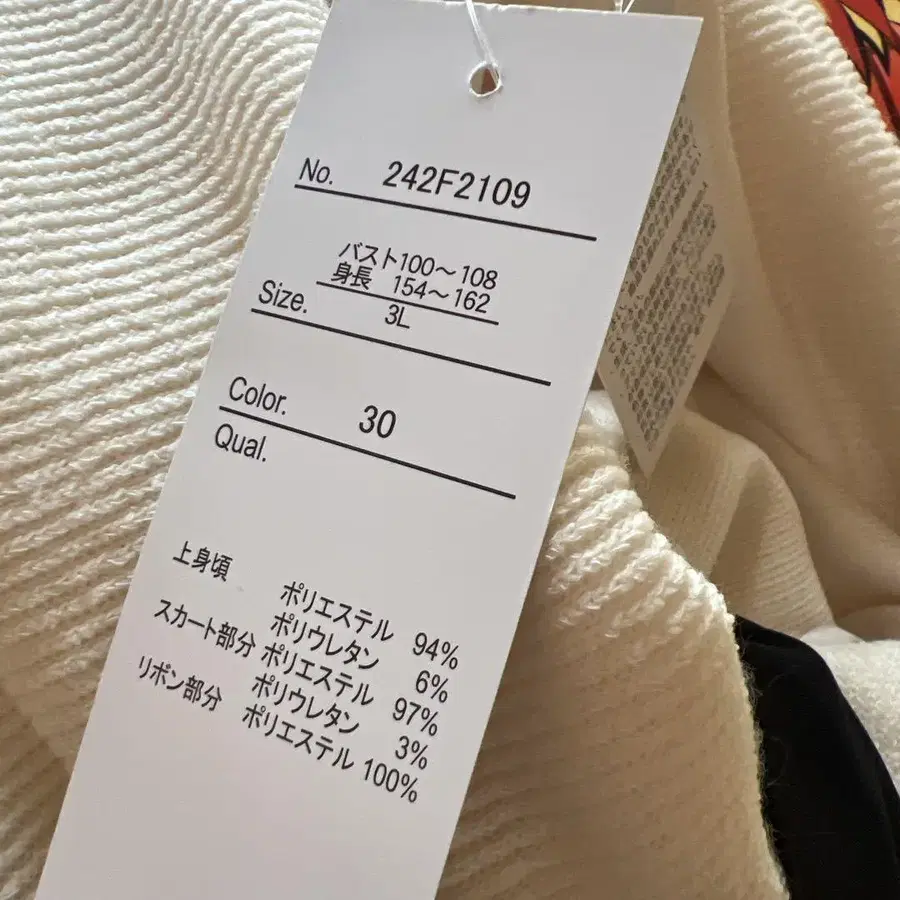 No. 242F2109
バスト100～108
身長 154～162
Size. 3L
Color. 30
Qual.
上身頃 ポリエステル 94%
ポリウレタン 6%
スカート部分 ポリエステル 97%
ポリウレタン 3%
リボン部分 ポリエステル 100%